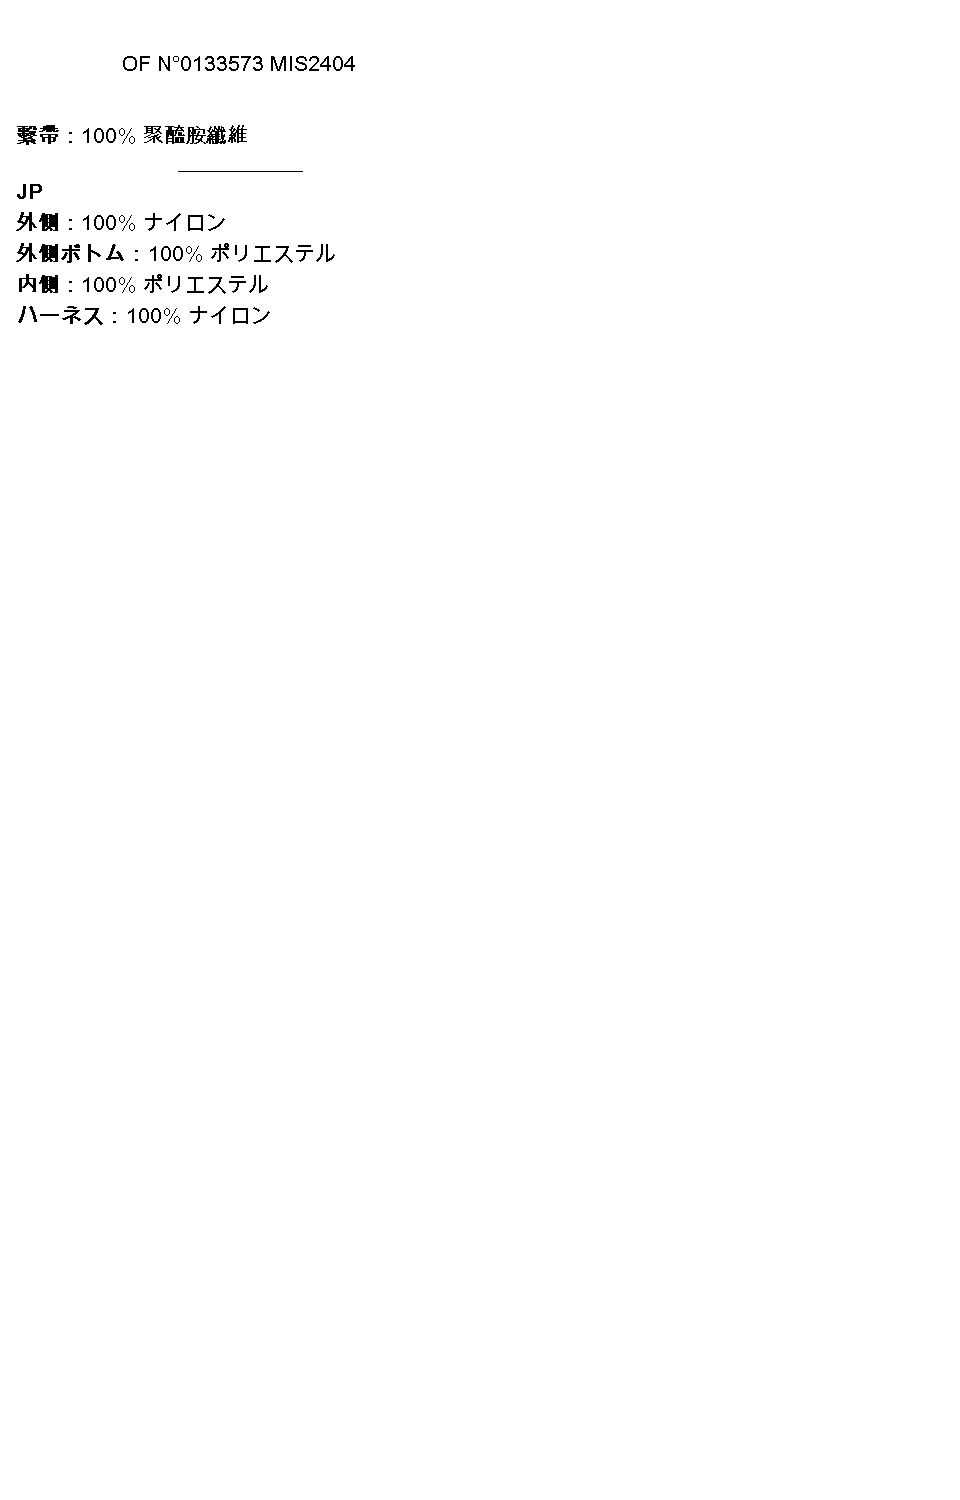 OF N°0133573 MIS2404
繫帶 : 100% 聚醯胺纖維
JP
外側 : 100% ナイロン
外側ボトム : 100% ポリエステル
内側 : 100% ポリエステル
ハーネス : 100% ナイロン